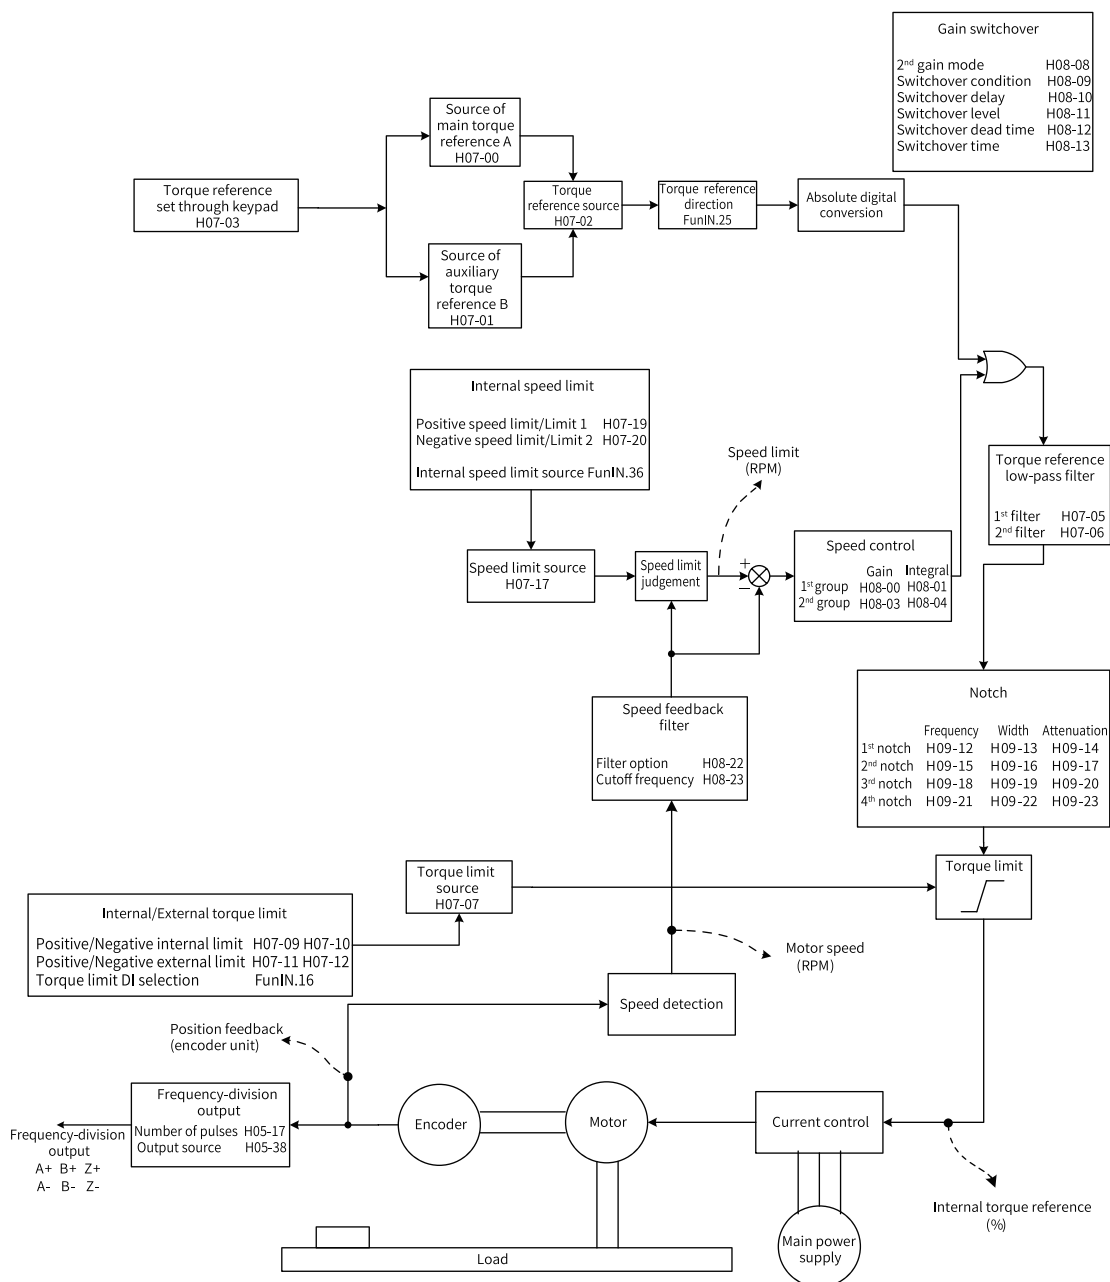 Gain switchover
2nd gain mode H08-08
Switchover condition H08-09
Switchover delay H08-10
Switchover level H08-11
Switchover dead time H08-12
Switchover time H08-13
Source of
main torque
reference A
H07-00
Torque reference
set through keypad
H07-03
Torque
reference source
H07-02
Torque reference
direction
FunIN.25
Absolute digital
conversion
Source of
auxiliary
torque
reference B
H07-01
Internal speed limit
Positive speed limit/Limit 1 H07-19
Negative speed limit/Limit 2 H07-20
Internal speed limit source FunIN.36
Speed limit
(RPM)
Torque reference
low-pass filter
1st filter H07-05
2nd filter H07-06
Speed limit source
H07-17
Speed limit
judgement
+
−
Speed control
Gain Integral
1st group H08-00 H08-01
2nd group H08-03 H08-04
Speed feedback
filter
Filter option H08-22
Cutoff frequency H08-23
Notch
Frequency Width Attenuation
1st notch H09-12 H09-13 H09-14
2nd notch H09-15 H09-16 H09-17
3rd notch H09-18 H09-19 H09-20
4th notch H09-21 H09-22 H09-23
Torque limit
source
H07-07
Torque limit
Internal/External torque limit
Positive/Negative internal limit H07-09 H07-10
Positive/Negative external limit H07-11 H07-12
Torque limit DI selection FunIN.16
Motor speed
(RPM)
Speed detection
Position feedback
(encoder unit)
Frequency-division
output
Number of pulses H05-17
Output source H05-38
Encoder
Motor
Current control
Frequency-division
output
A+ B+ Z+
A- B- Z-
Internal torque reference
(%)
Main power
supply
Load